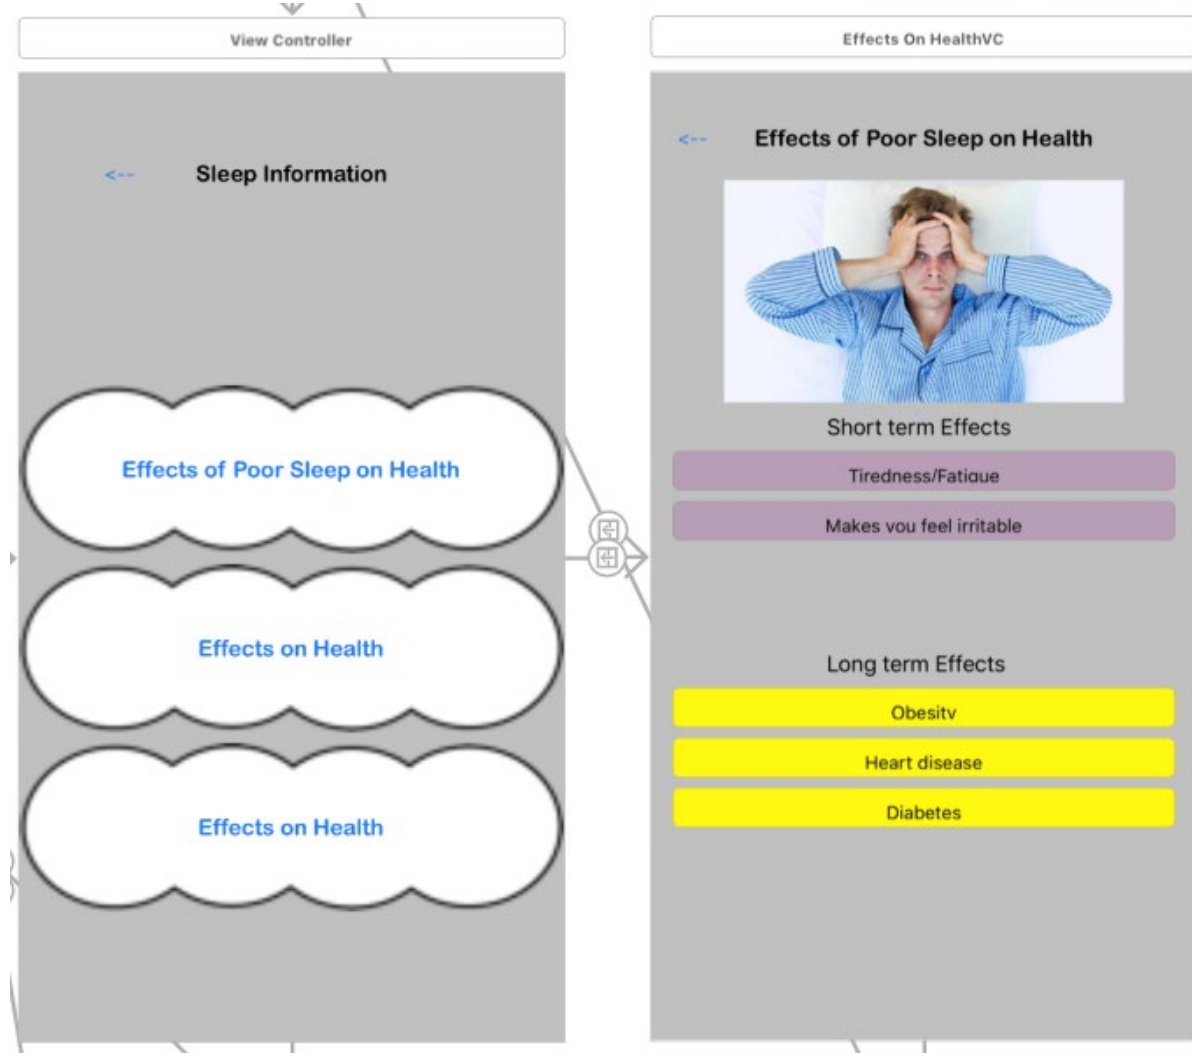 View Controller
<-- Sleep Information
Effects of Poor Sleep on Health
Effects on Health
Effects on Health
Effects On HealthVC
<-- Effects of Poor Sleep on Health
Short term Effects
Tiredness/Fatigue
Makes you feel irritable
Long term Effects
Obesity
Heart disease
Diabetes